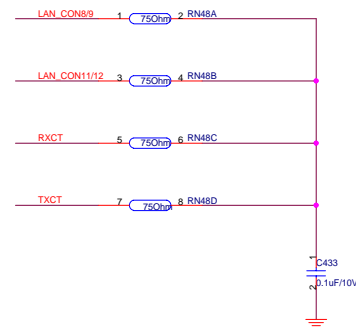 LAN_CON8/9 1 75Ohm 2 RN48A
LAN_CON11/12 3 75Ohm 4 RN48B
RXCT 5 75Ohm 6 RN48C
TXCT 7 75Ohm 8 RN48D
1 C433
2 0.1uF/10V